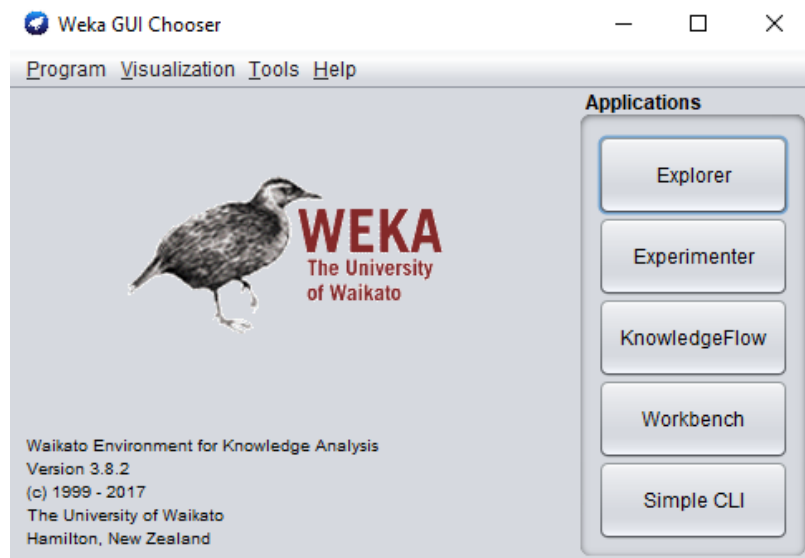 Weka GUI Chooser
Program Visualization Tools Help
Applications
Explorer
Experimenter
KnowledgeFlow
Workbench
Simple CLI
WEKA
The University
of Waikato
Waikato Environment for Knowledge Analysis
Version 3.8.2
(c) 1999 - 2017
The University of Waikato
Hamilton, New Zealand